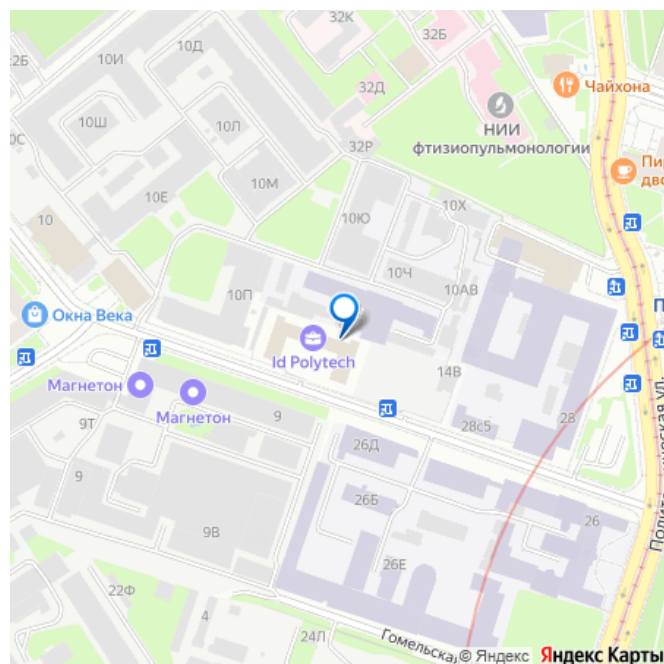 32К
32Б
10Д
10И
32Д
Чайхона
НИИ
фтизиопульмонологии
10Ш
10Л
32Р
10С
10М
10Е
10Х
10Ю
10
10Ч
10АВ
10П
Окна Века
Id Polytech
14В
Магнетон
Магнетон
9
28
28с5
9Т
26Д
9
26Б
26
9В
26Е
22Ф
4
24Л
Гомельская
© Яндекс Яндекс Карты